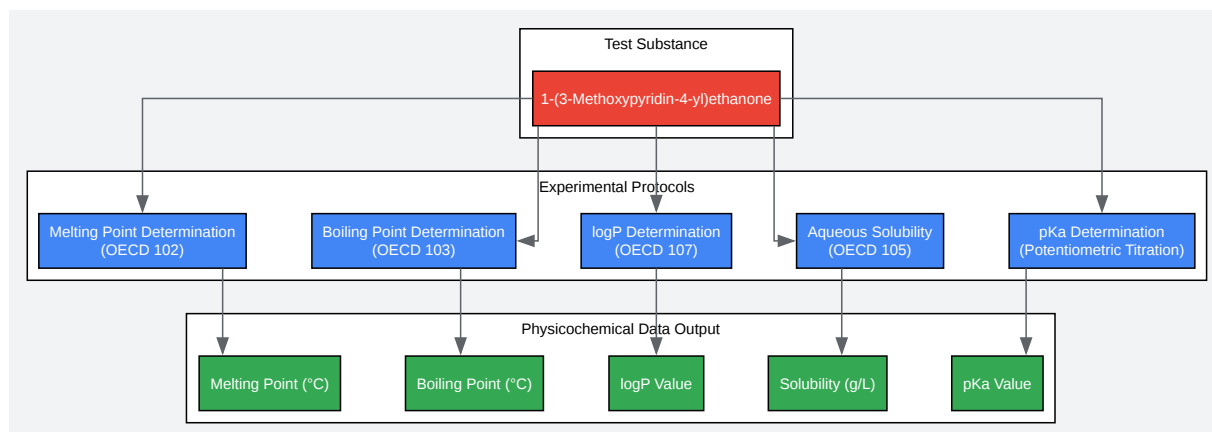 Test Substance
1-(3-Methoxypyridin-4-yl)ethanone
Experimental Protocols
Melting Point Determination
(OECD 102)
Boiling Point Determination
(OECD 103)
logP Determination
(OECD 107)
Aqueous Solubility
(OECD 105)
pKa Determination
(Potentiometric Titration)
Physicochemical Data Output
Melting Point (°C)
Boiling Point (°C)
logP Value
Solubility (g/L)
pKa Value